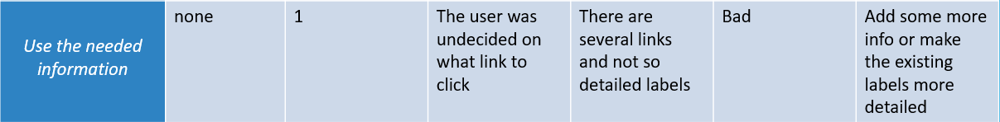 Use the needed
information
none
1
The user was
undecided on
what link to
click
There are
several links
and not so
detailed labels
Bad
Add some more
info or make
the existing
labels more
detailed